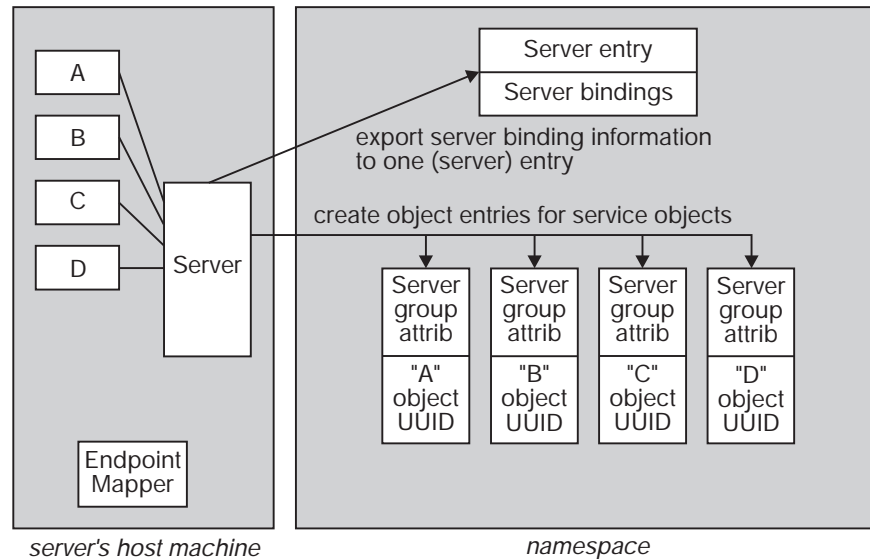 A
B
C
D
Server
Endpoint
Mapper
server's host machine
Server entry
Server bindings
export server binding information
to one (server) entry
create object entries for service objects
Server
group
attrib
"A"
object
UUID
Server
group
attrib
"B"
object
UUID
Server
group
attrib
"C"
object
UUID
Server
group
attrib
"D"
object
UUID
namespace